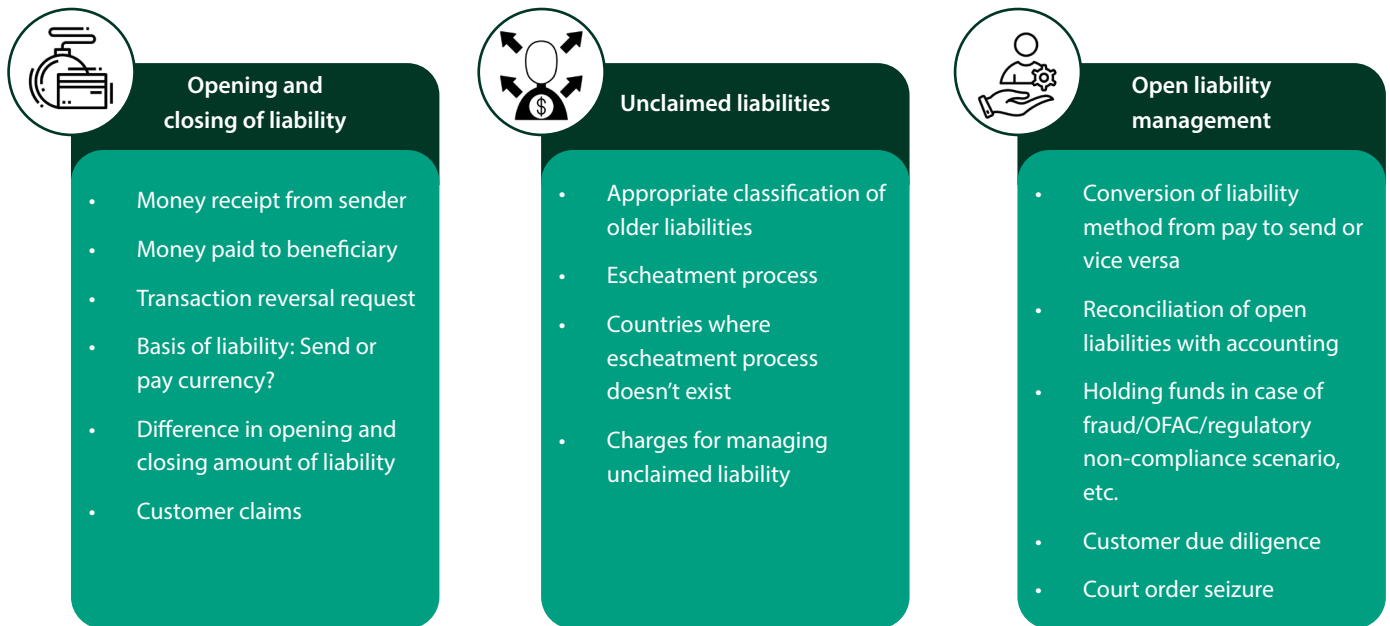 Opening and
closing of liability
• Money receipt from sender
• Money paid to beneficiary
• Transaction reversal request
• Basis of liability: Send or
pay currency?
• Difference in opening and
closing amount of liability
• Customer claims
$
Unclaimed liabilities
• Appropriate classification of
older liabilities
• Escheatment process
• Countries where
escheatment process
doesn’t exist
• Charges for managing
unclaimed liability
Open liability
management
• Conversion of liability
method from pay to send or
vice versa
• Reconciliation of open
liabilities with accounting
• Holding funds in case of
fraud/OFAC/regulatory
non-compliance scenario,
etc.
• Customer due diligence
• Court order seizure